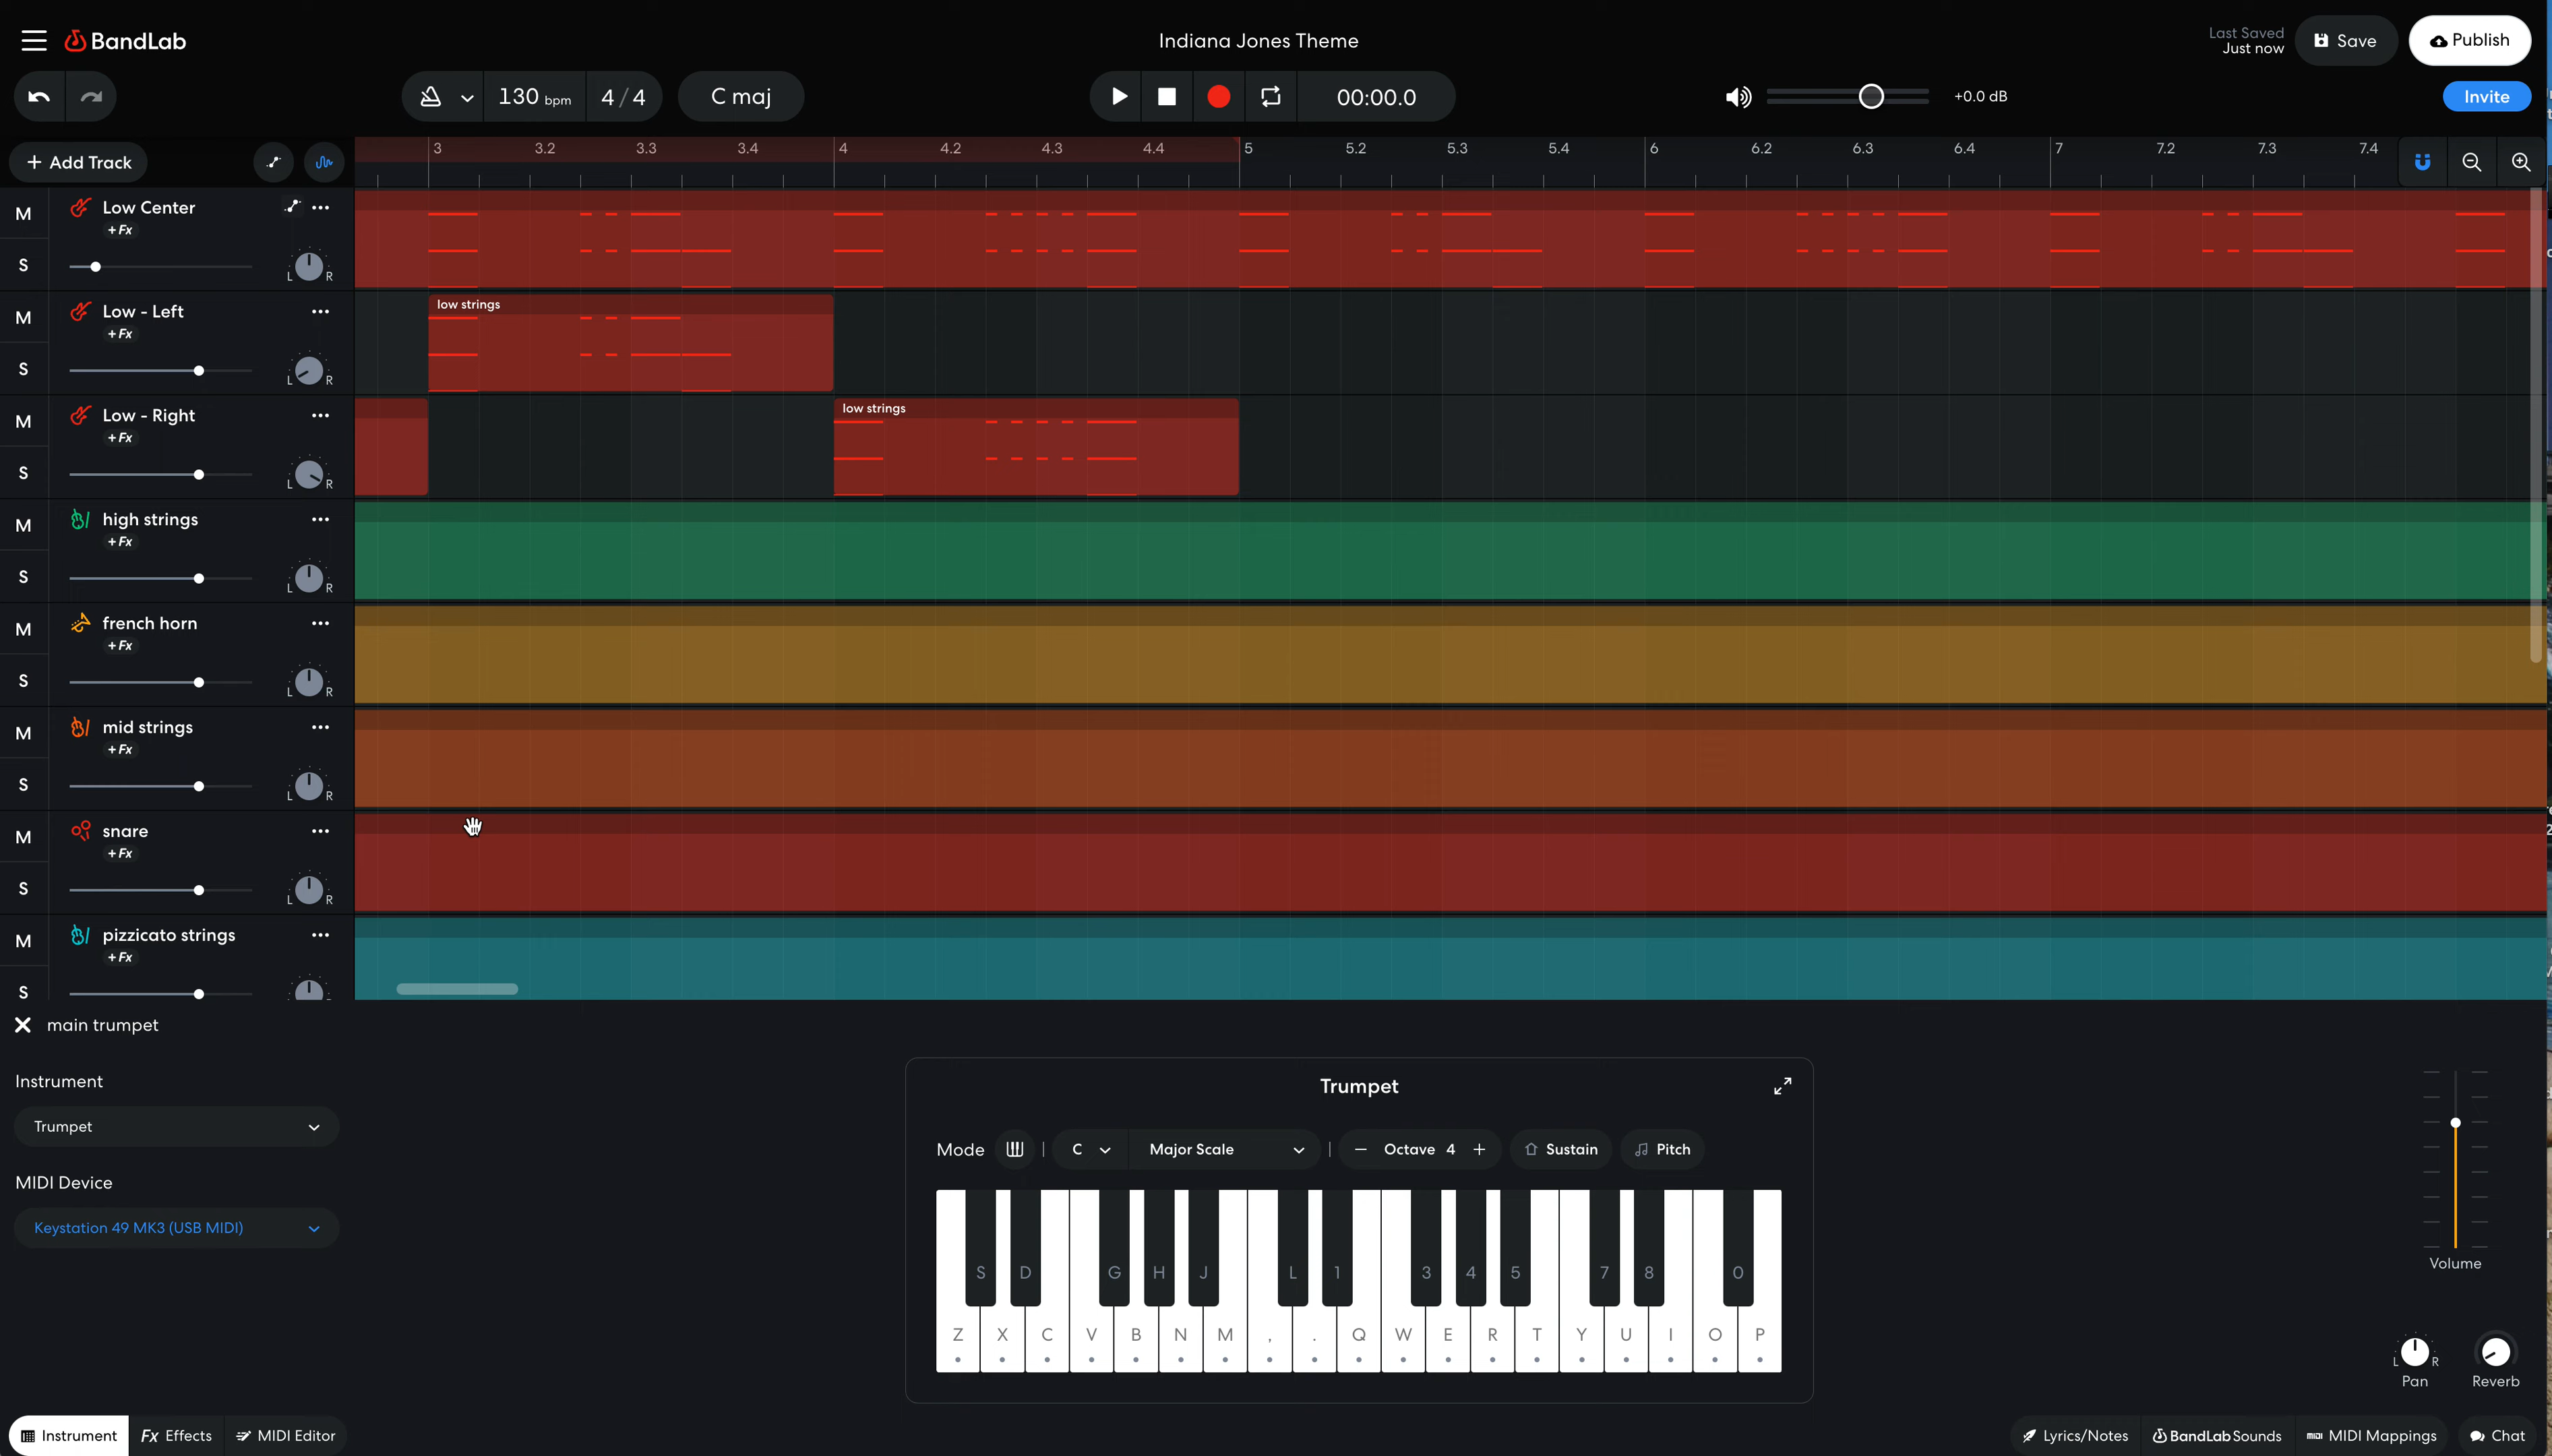 BandLab
Indiana Jones Theme
Last Saved
Just now
Save
Publish
130 bpm
4 / 4
C maj
00:00.0
+0.0 dB
Invite
+ Add Track
3 3.2 3.3 3.4 4 4.2 4.3 4.4 5 5.2 5.3 5.4 6 6.2 6.3 6.4 7 7.2 7.3 7.4
M
Low Center
+ Fx
S
L R
M
Low - Left
+ Fx
S
L R
low strings
M
Low - Right
+ Fx
S
L R
low strings
M
high strings
+ Fx
S
L R
M
french horn
+ Fx
S
L R
M
mid strings
+ Fx
S
L R
M
snare
+ Fx
S
L R
M
pizzicato strings
+ Fx
S
L R
main trumpet
Instrument
Trumpet
MIDI Device
Keystation 49 MK3 (USB MIDI)
Trumpet
Mode
C
Major Scale
− Octave 4 +
Sustain
Pitch
S D G H J L 1 3 4 5 7 8 0
Z X C V B N M , . Q W E R T Y U I O P
Volume
L R
Pan
Reverb
Instrument
Fx Effects
MIDI Editor
Lyrics/Notes
BandLab Sounds
MIDI MIDI Mappings
Chat